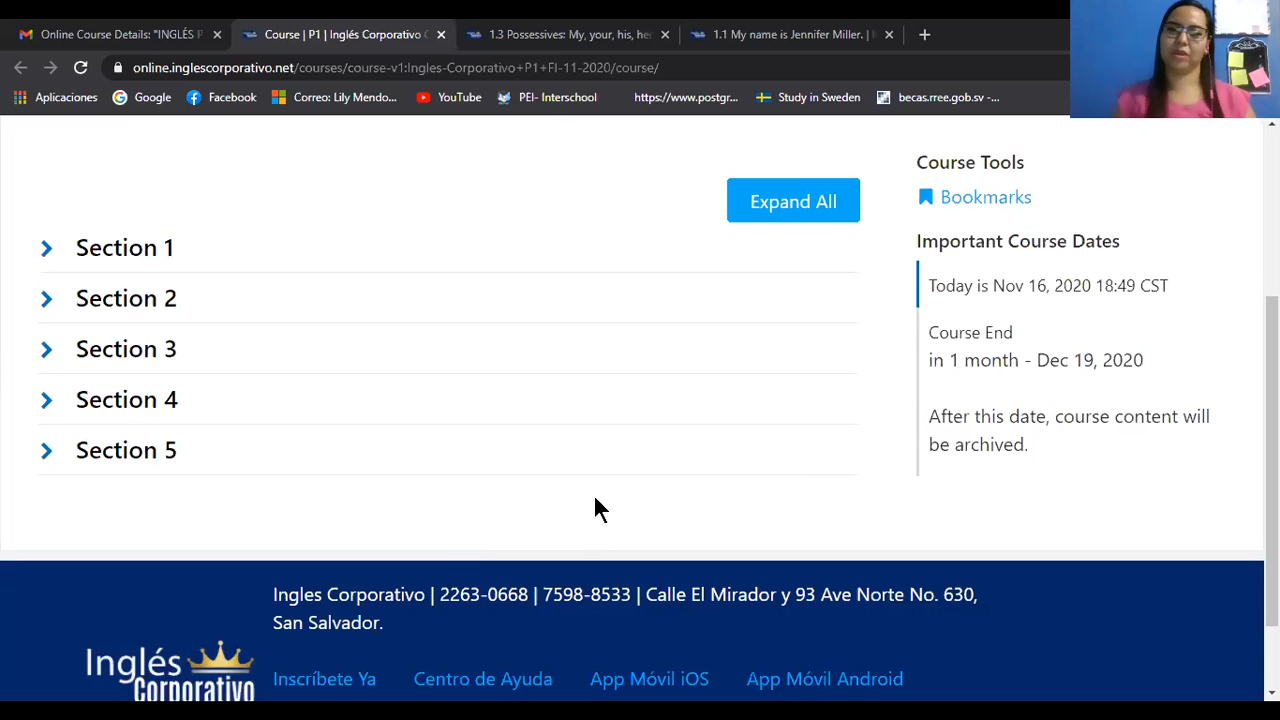 Online Course Details: "INGLÉS P
Course | P1 | Inglés Corporativo
1.3 Possessives: My, your, his, he
1.1 My name is Jennifer Miller. |
online.inglescorporativo.net/courses/course-v1:Ingles-Corporativo+P1+FI-11-2020/course/
Aplicaciones
Google
Facebook
Correo: Lily Mendo...
YouTube
PEI- Interschool
https://www.postgr...
Study in Sweden
becas.rree.gob.sv -...
Expand All
Section 1
Section 2
Section 3
Section 4
Section 5
Course Tools
Bookmarks
Important Course Dates
Today is Nov 16, 2020 18:49 CST
Course End
in 1 month - Dec 19, 2020
After this date, course content will
be archived.
Inglés
Corporativo
Ingles Corporativo | 2263-0668 | 7598-8533 | Calle El Mirador y 93 Ave Norte No. 630,
San Salvador.
Inscríbete Ya
Centro de Ayuda
App Móvil iOS
App Móvil Android